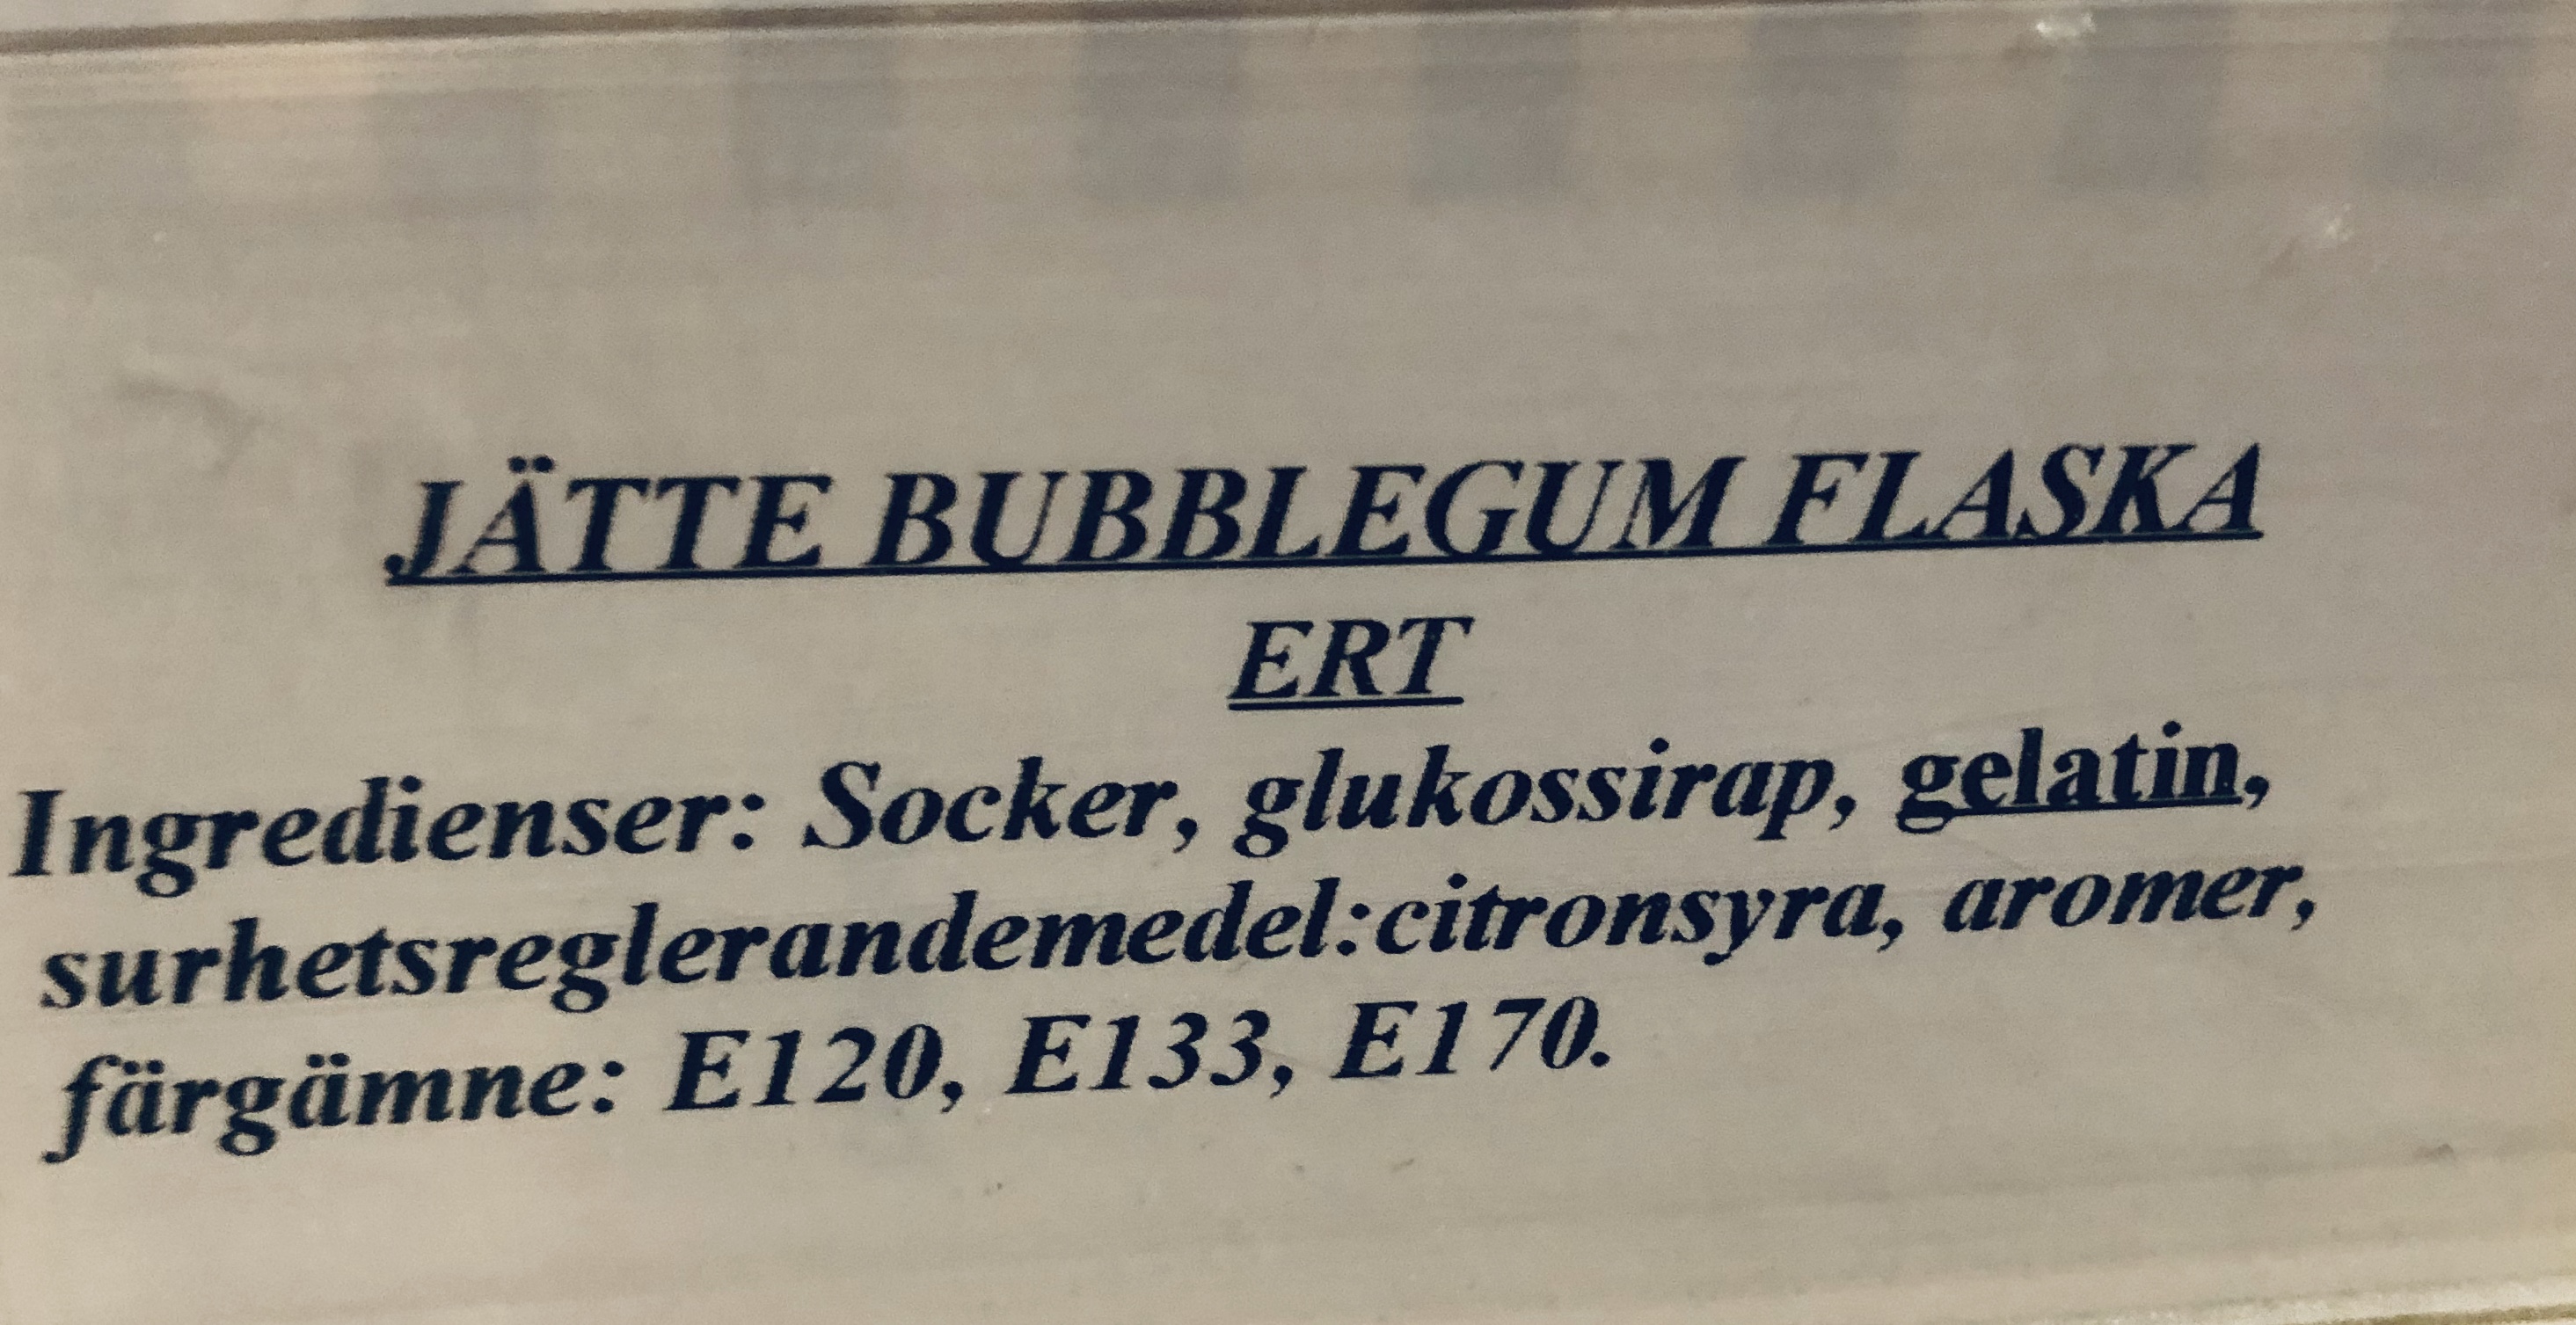 JÄTTE BUBBLEGUM FLASKA
ERT
Ingredienser: Socker, glukossirap, gelatin,
surhetsreglerandemedel:citronsyra, aromer,
färgämne: E120, E133, E170.